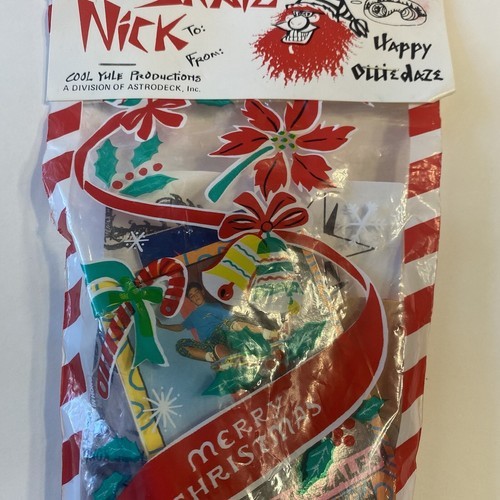 NICK
To:
From:
Happy
Olliedaze
COOL YULE PRODUCTIONS
A DIVISION OF ASTRODECK, Inc.
MERRY
CHRISTMAS